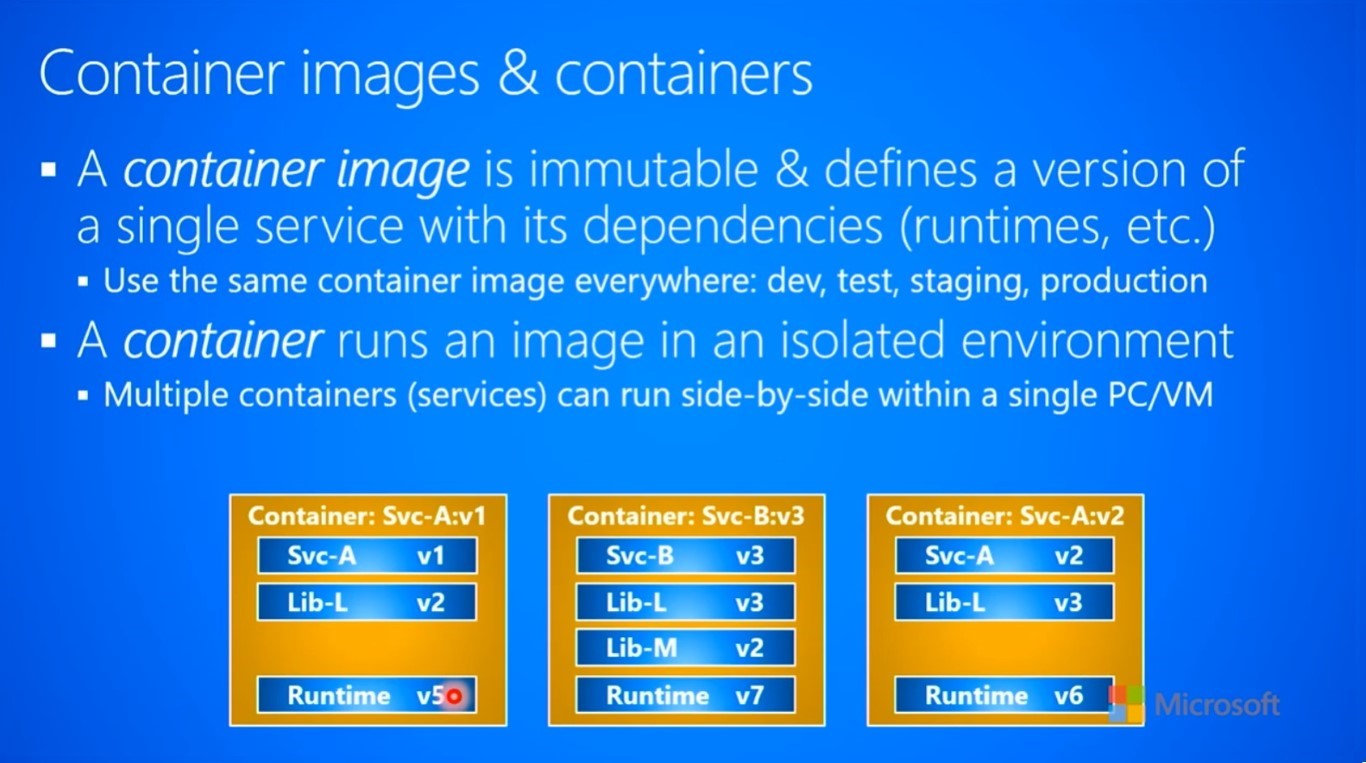 Container images & containers
A container image is immutable & defines a version of
a single service with its dependencies (runtimes, etc.)
Use the same container image everywhere: dev, test, staging, production
A container runs an image in an isolated environment
Multiple containers (services) can run side-by-side within a single PC/VM
Container: Svc-A:v1
Svc-A v1
Lib-L v2
Runtime v5
Container: Svc-B:v3
Svc-B v3
Lib-L v3
Lib-M v2
Runtime v7
Container: Svc-A:v2
Svc-A v2
Lib-L v3
Runtime v6
Microsoft